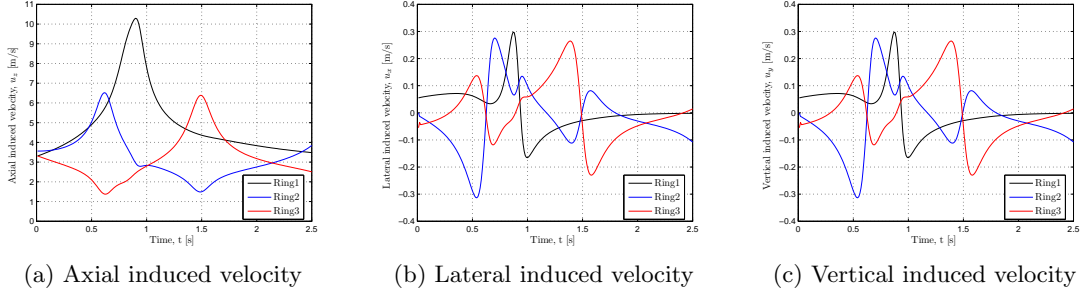 11
10
9
8
7
6
5
4
3
2
1
0
Axial induced velocity, u_z [m/s]
0
0.5
1
1.5
2
2.5
Time, t [s]
Ring1
Ring2
Ring3
(a) Axial induced velocity
0.4
0.3
0.2
0.1
0
−0.1
−0.2
−0.3
−0.4
Lateral induced velocity, u_x [m/s]
0
0.5
1
1.5
2
2.5
Time, t [s]
Ring1
Ring2
Ring3
(b) Lateral induced velocity
0.4
0.3
0.2
0.1
0
−0.1
−0.2
−0.3
−0.4
Vertical induced velocity, u_y [m/s]
0
0.5
1
1.5
2
2.5
Time, t [s]
Ring1
Ring2
Ring3
(c) Vertical induced velocity